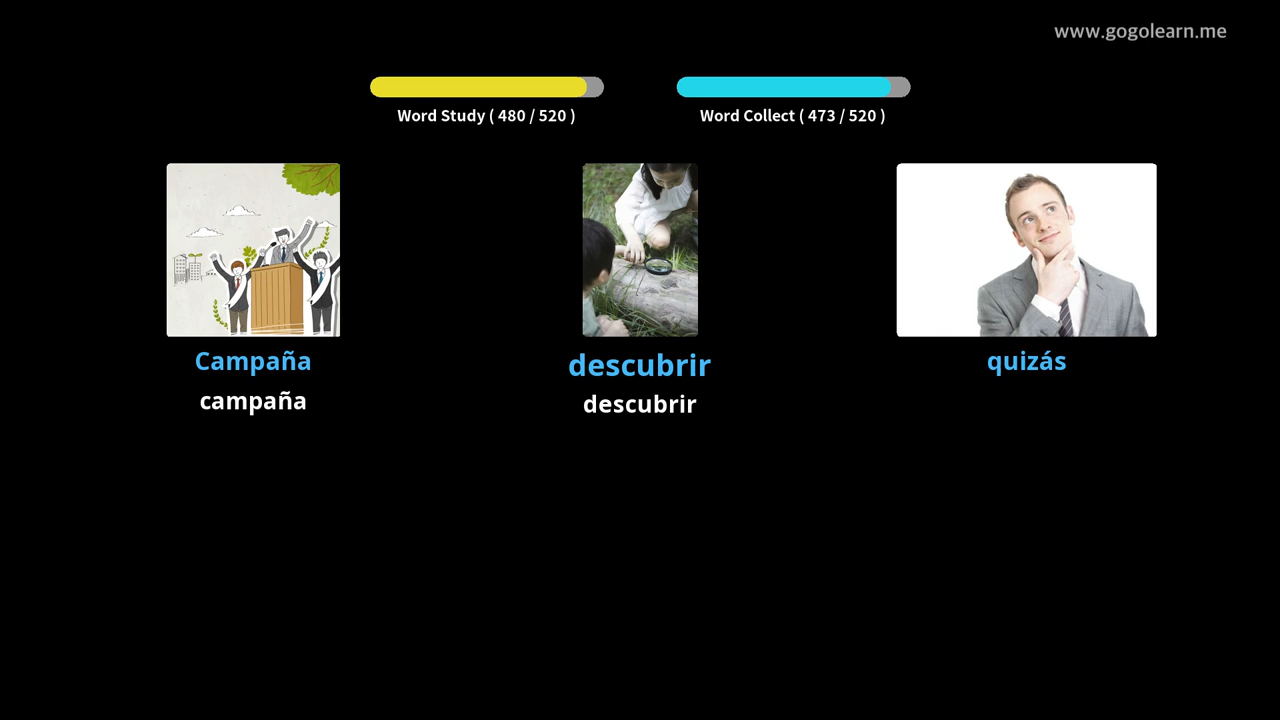 www.gogolearn.me
Word Study ( 480 / 520 )
Word Collect ( 473 / 520 )
Campaña
campaña
descubrir
descubrir
quizás